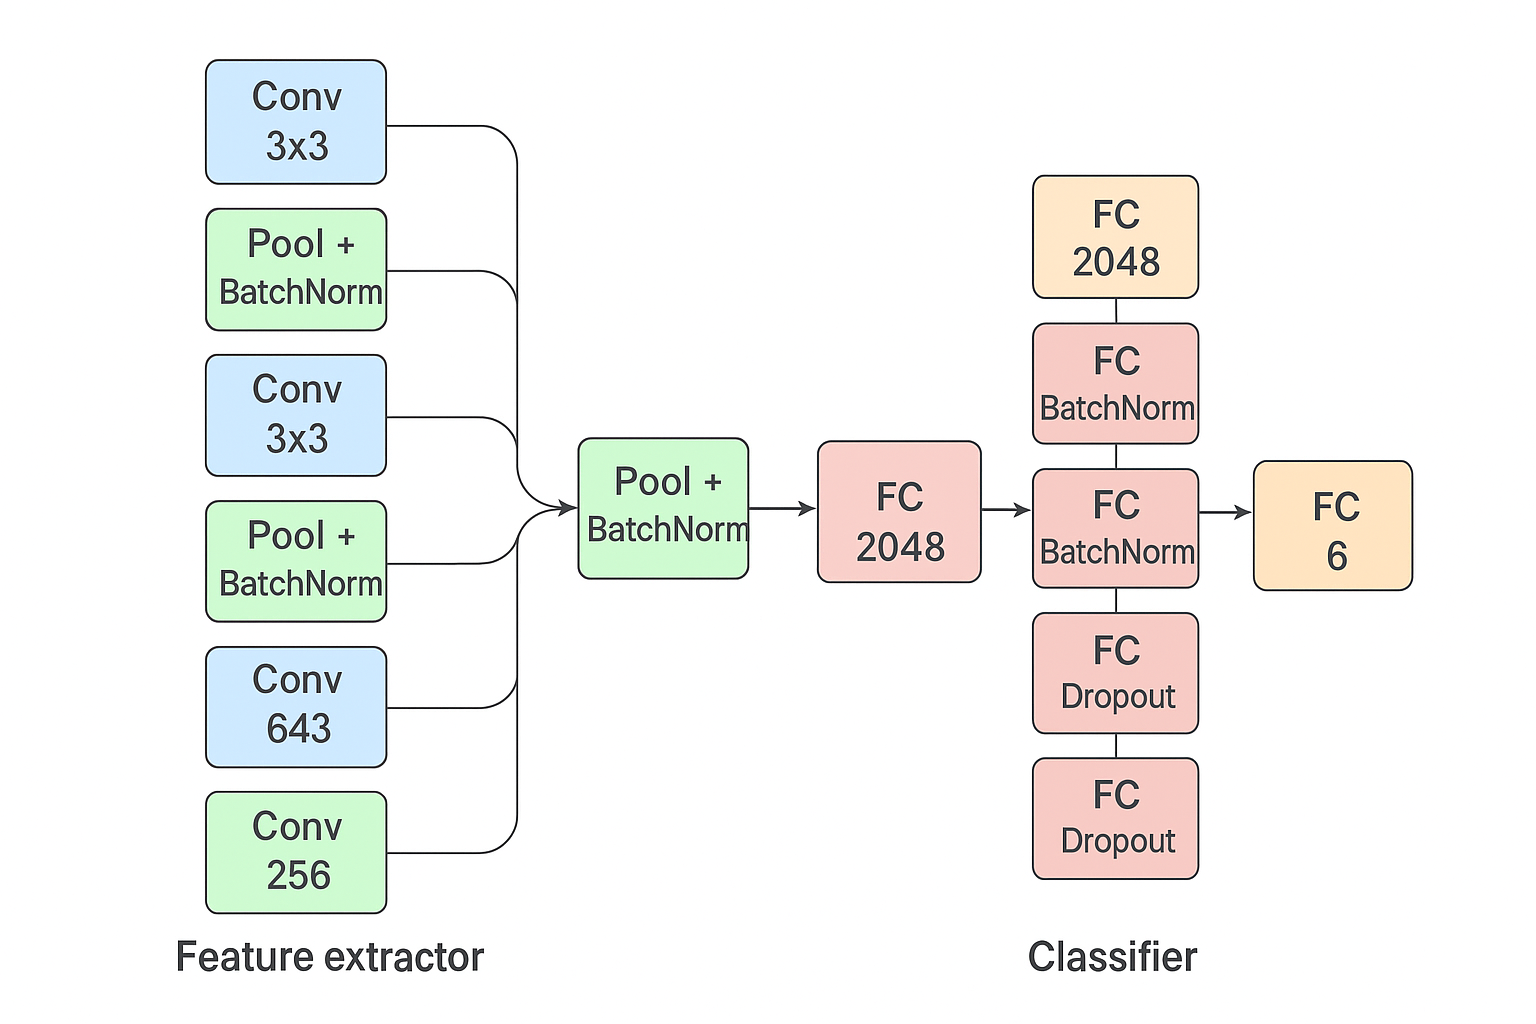 Conv
3x3
Pool +
BatchNorm
Conv
3x3
Pool +
BatchNorm
Conv
643
Conv
256
Feature extractor
Pool +
BatchNorm
FC
2048
FC
2048
FC
BatchNorm
FC
BatchNorm
FC
Dropout
FC
Dropout
Classifier
FC
6